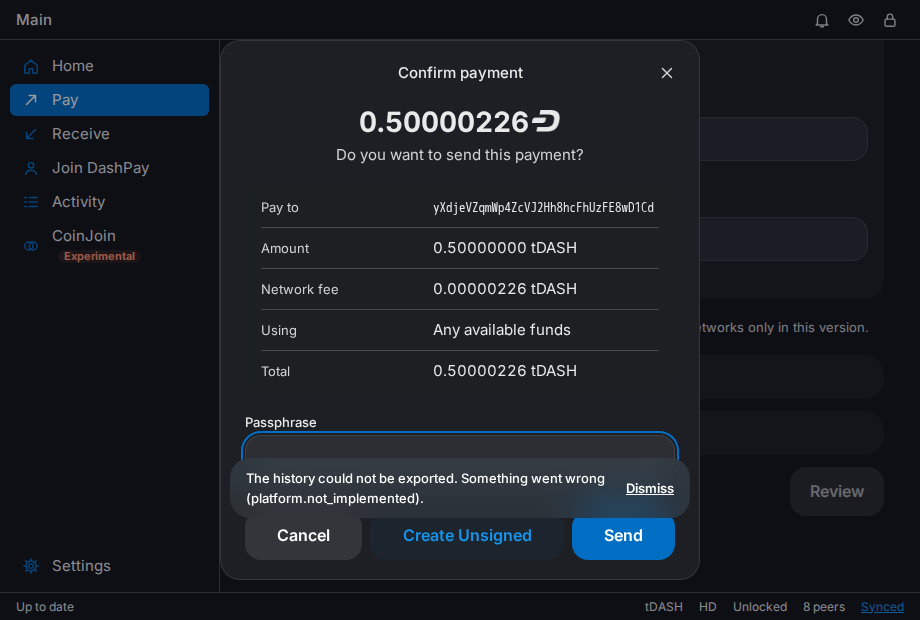 Main
Home
Pay
Receive
Join DashPay
Activity
CoinJoin
Experimental
Settings
Confirm payment
0.50000226
Do you want to send this payment?
Pay to yXdjeVZqmWp4ZcVJ2Hh8hcFhUzFE8wD1Cd
Amount 0.50000000 tDASH
Network fee 0.00000226 tDASH
Using Any available funds
Total 0.50000226 tDASH
Passphrase
The history could not be exported. Something went wrong
(platform.not_implemented).
Dismiss
Cancel Create Unsigned Send
only in this version.
Review
Up to date tDASH HD Unlocked 8 peers Synced